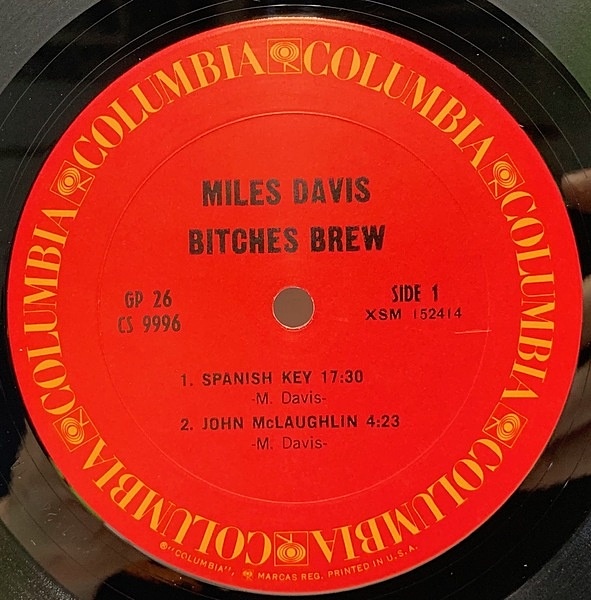 COLUMBIA COLUMBIA COLUMBIA COLUMBIA COLUMBIA COLUMBIA COLUMBIA COLUMBIA
MILES DAVIS
BITCHES BREW
GP 26
CS 9996
SIDE 1
XSM 152414
1. SPANISH KEY 17:30
-M. Davis-
2. JOHN McLAUGHLIN 4:23
-M. Davis-
®"COLUMBIA", MARCAS REG. PRINTED IN U.S.A.